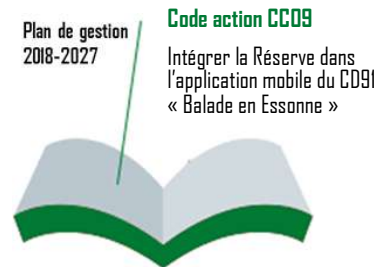 Plan de gestion
2018-2027
Code action CC09
Intégrer la Réserve dans
l'application mobile du CD91
« Balade en Essonne »